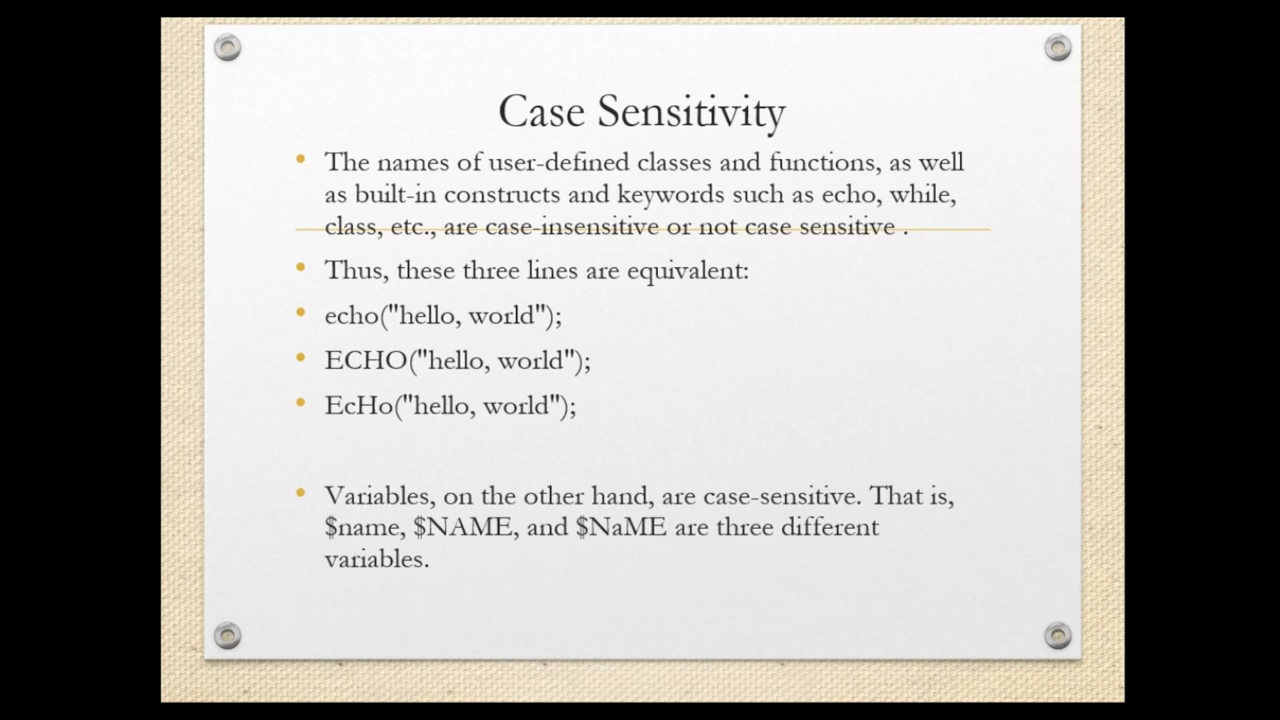 Case Sensitivity
The names of user-defined classes and functions, as well
as built-in constructs and keywords such as echo, while,
class, etc., are case-insensitive or not case sensitive .
Thus, these three lines are equivalent:
echo("hello, world");
ECHO("hello, world");
EcHo("hello, world");
Variables, on the other hand, are case-sensitive. That is,
$name, $NAME, and $NaME are three different
variables.